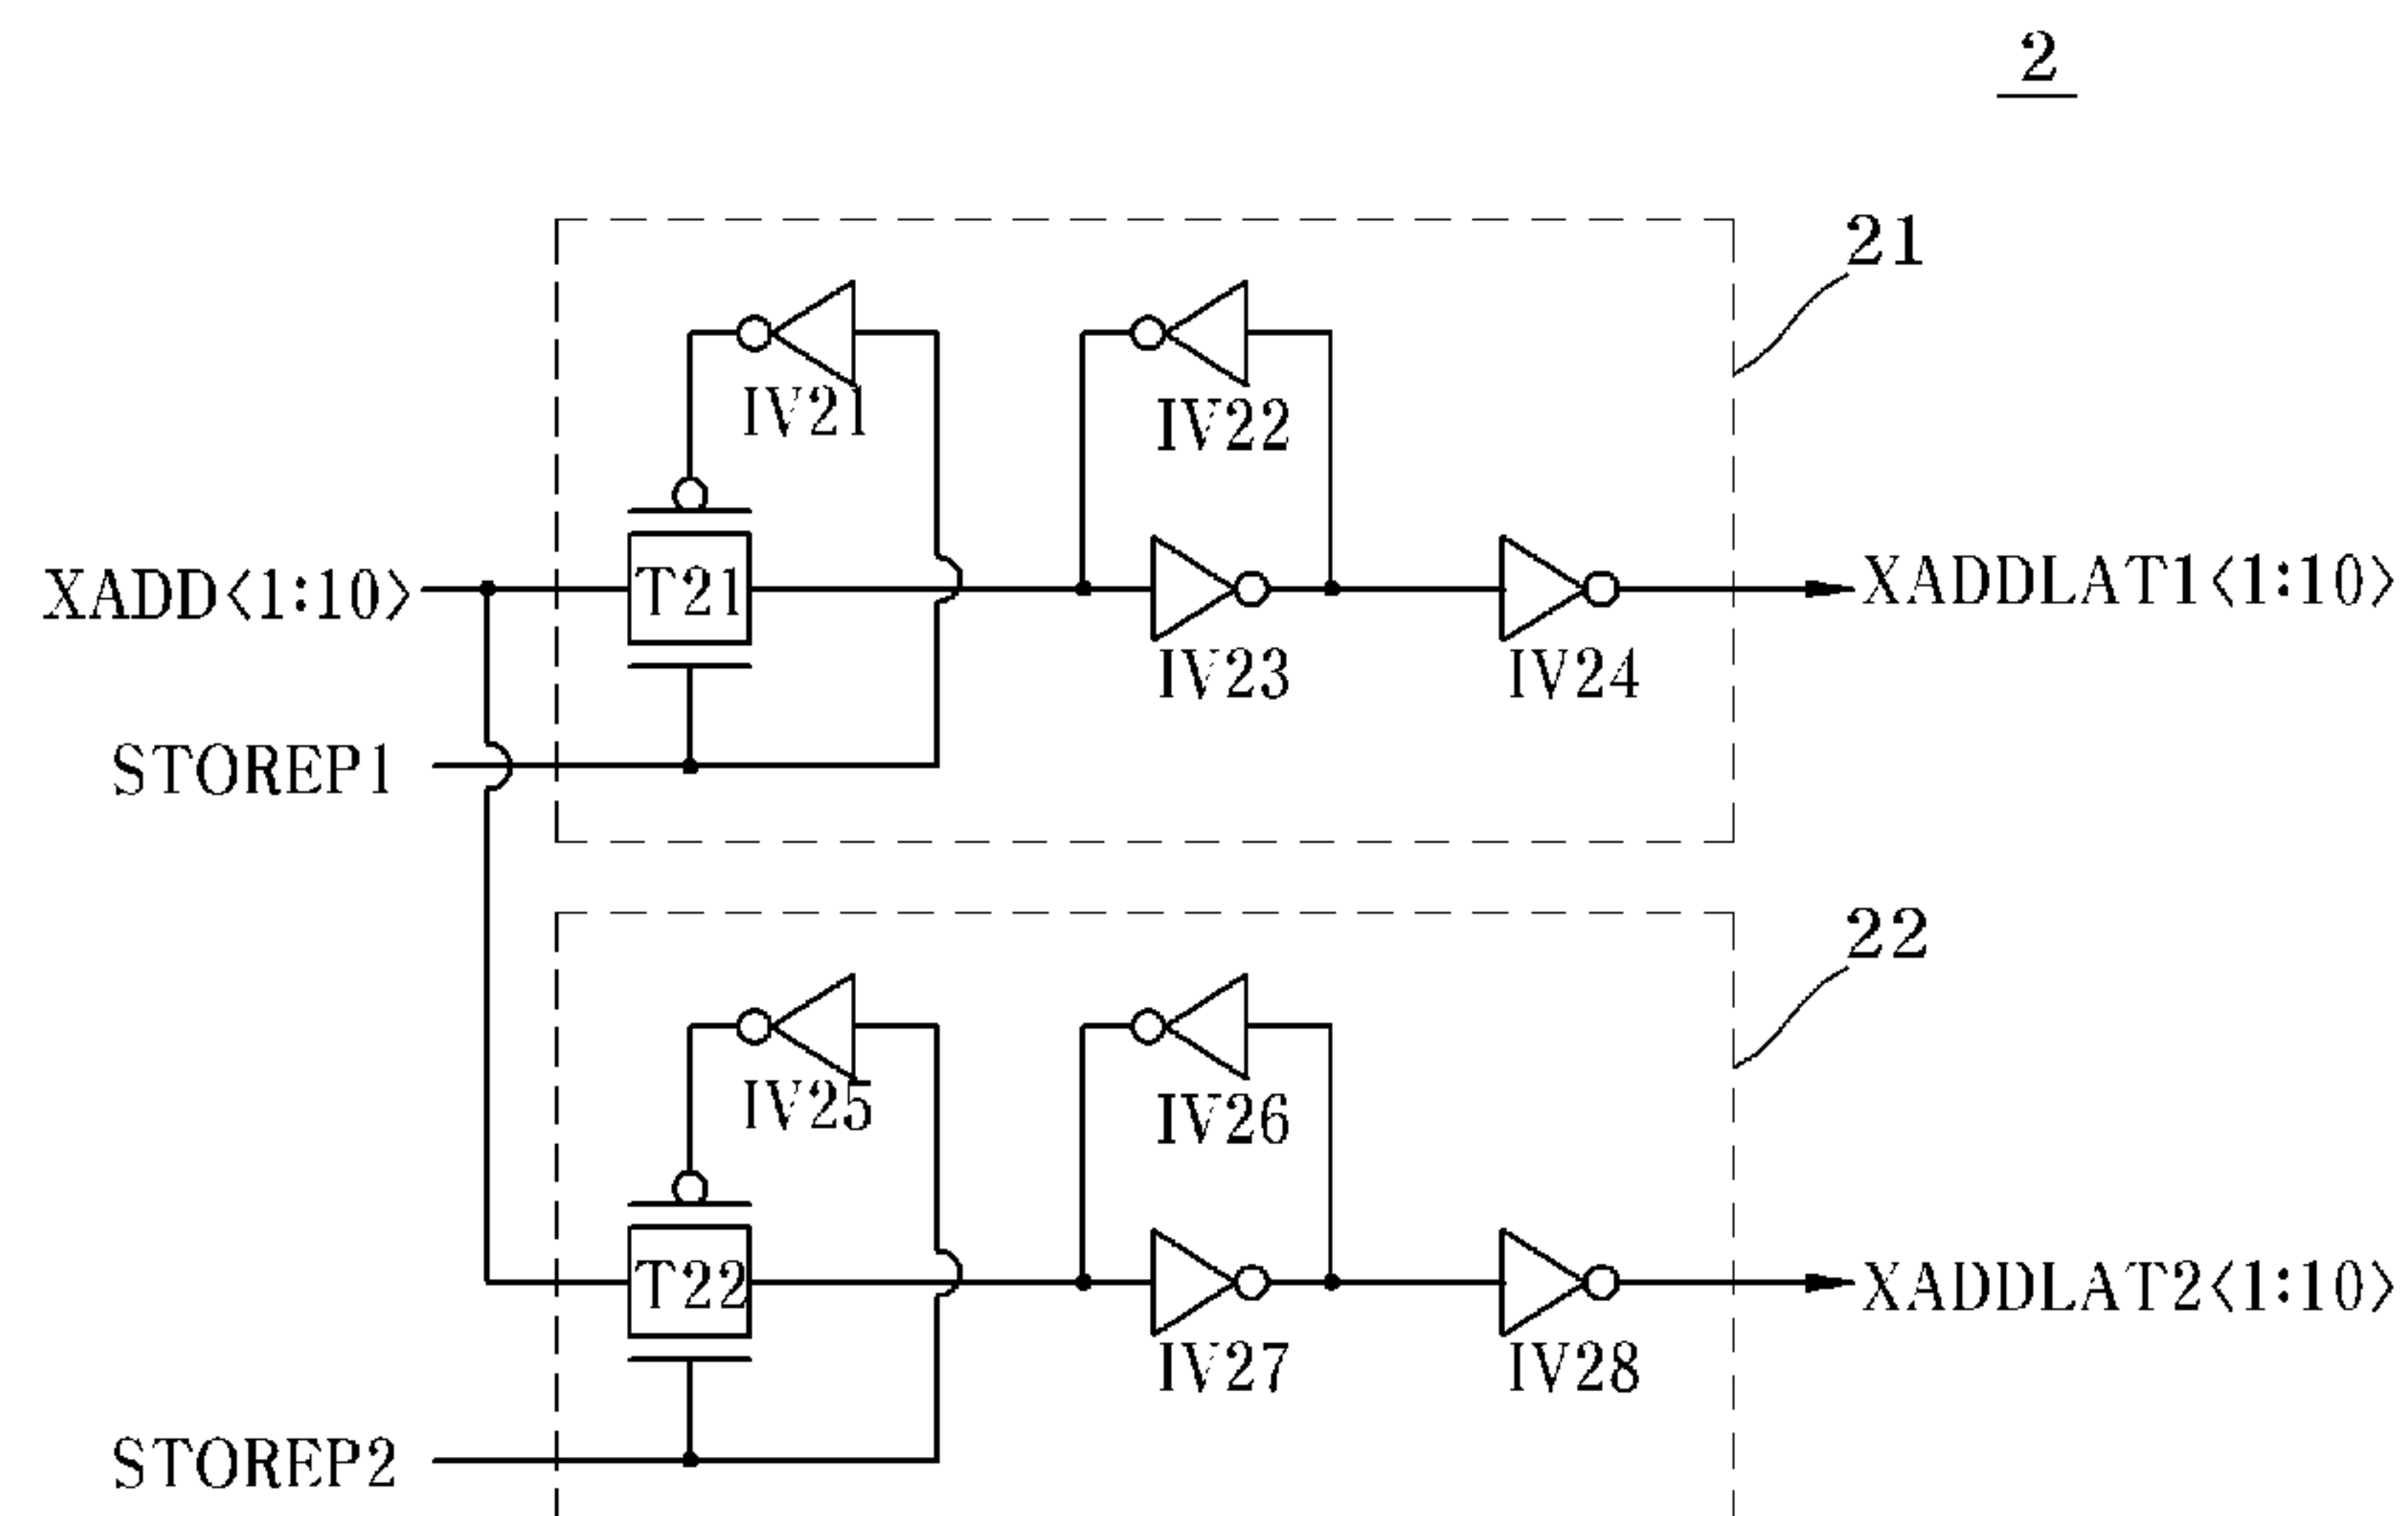 2
21
IV21
IV22
XADD<1:10>
T21
XADDLAT1<1:10>
IV23
IV24
STOREP1
22
IV25
IV26
T22
XADDLAT2<1:10>
IV27
IV28
STOREP2